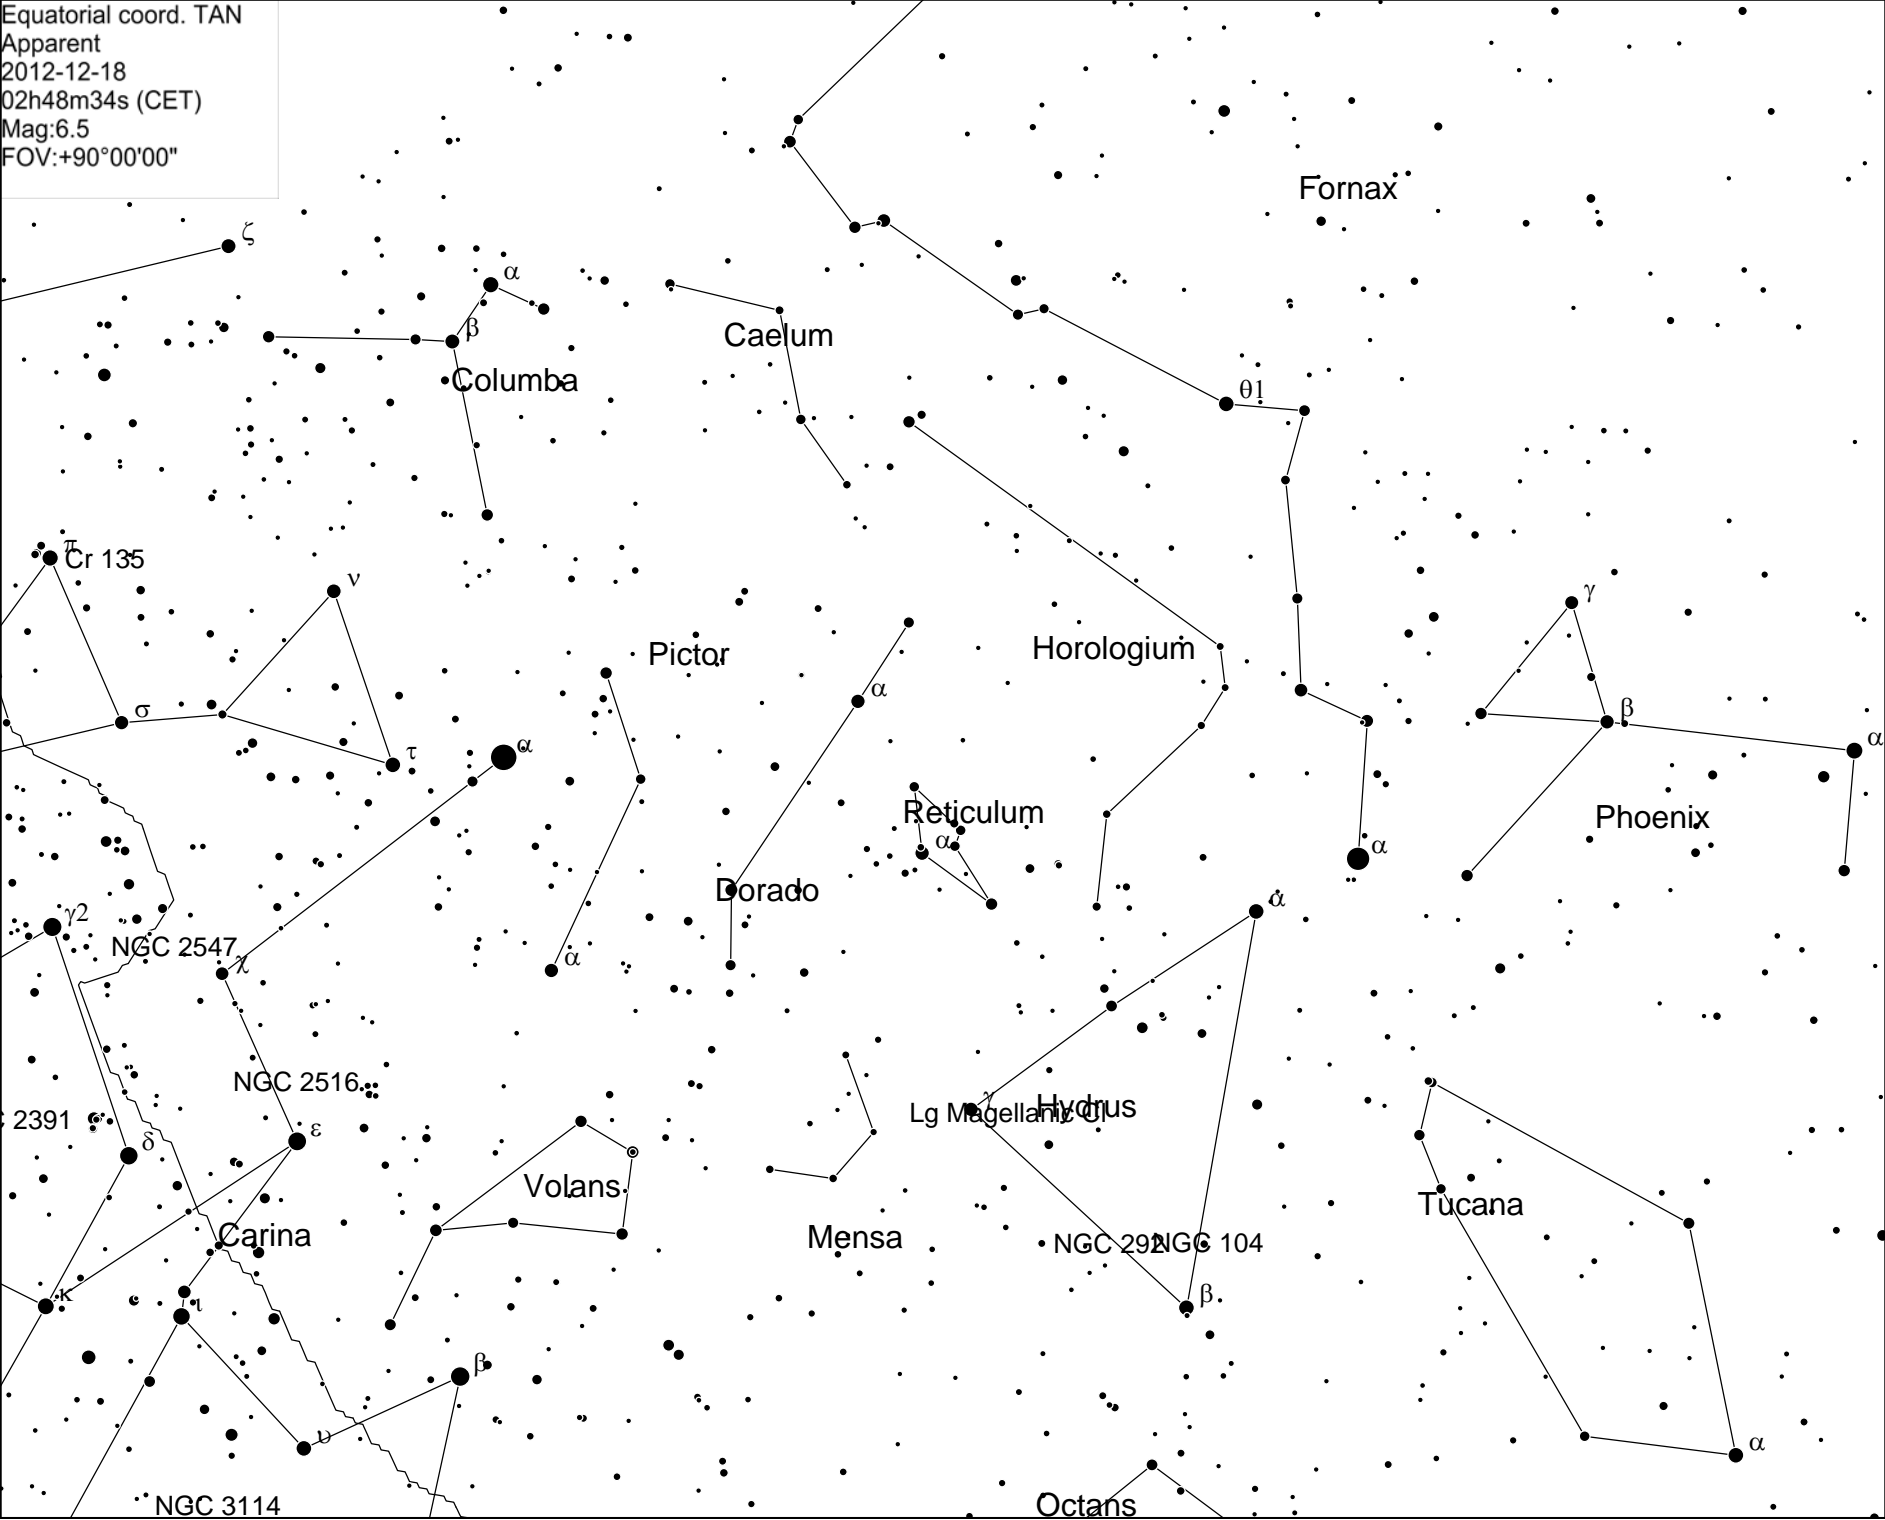 Equatorial coord. TAN
Apparent
2012-12-18
02h48m34s (CET)
Mag:6.5
FOV:+90°00'00"
Fornax
ζ
α
β
Caelum
Columba
θ1
π
Cr 135
ν
γ
Pictor
Horologium
α
σ
β
τ
α
α
Reticulum
α
Phoenix
α
Dorado
α
γ2
NGC 2547
χ
α
NGC 2516
γ
Lg Magellanic Cl
Hydrus
C 2391
δ
ε
Volans
Tucana
Carina
Mensa
NGC 292
NGC 104
κ
ι
β
β
υ
α
NGC 3114
Octans